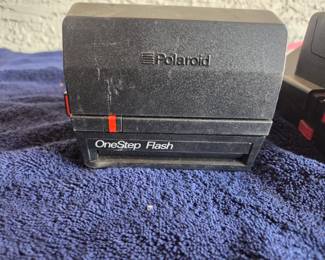 Polaroid
OneStep Flash